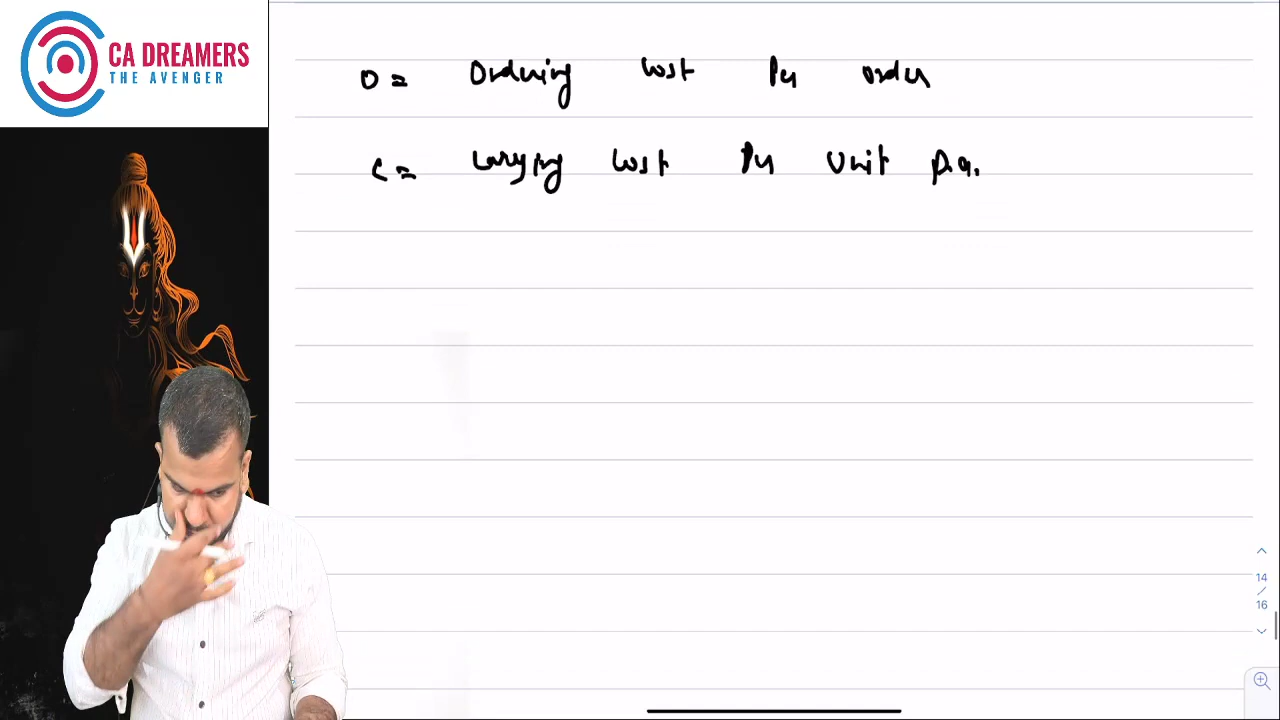 CA DREAMERS
THE AVENGER
O = Ordering Cost Per order
C = Carrying Cost Per Unit p.a.
14
/
16